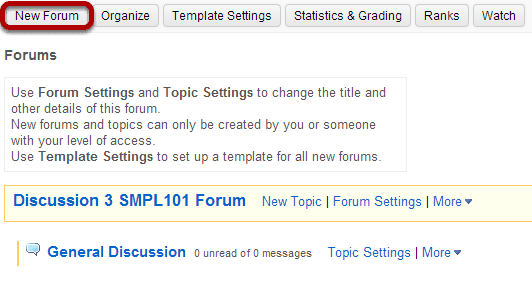 New Forum Organize Template Settings Statistics & Grading Ranks Watch
Forums
Use Forum Settings and Topic Settings to change the title and
other details of this forum.
New forums and topics can only be created by you or someone
with your level of access.
Use Template Settings to set up a template for all new forums.
Discussion 3 SMPL101 Forum New Topic | Forum Settings | More
General Discussion 0 unread of 0 messages Topic Settings | More